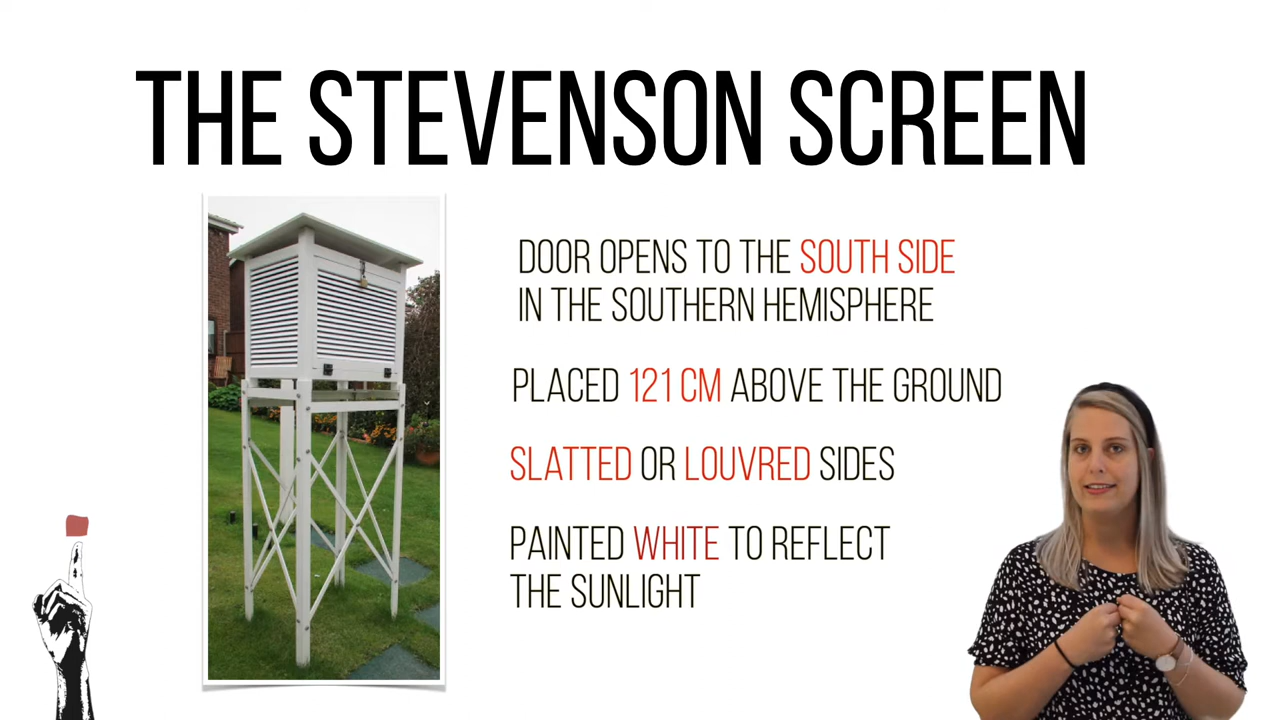 THE STEVENSON SCREEN
DOOR OPENS TO THE SOUTH SIDE
IN THE SOUTHERN HEMISPHERE
PLACED 121 CM ABOVE THE GROUND
SLATTED OR LOUVRED SIDES
PAINTED WHITE TO REFLECT
THE SUNLIGHT